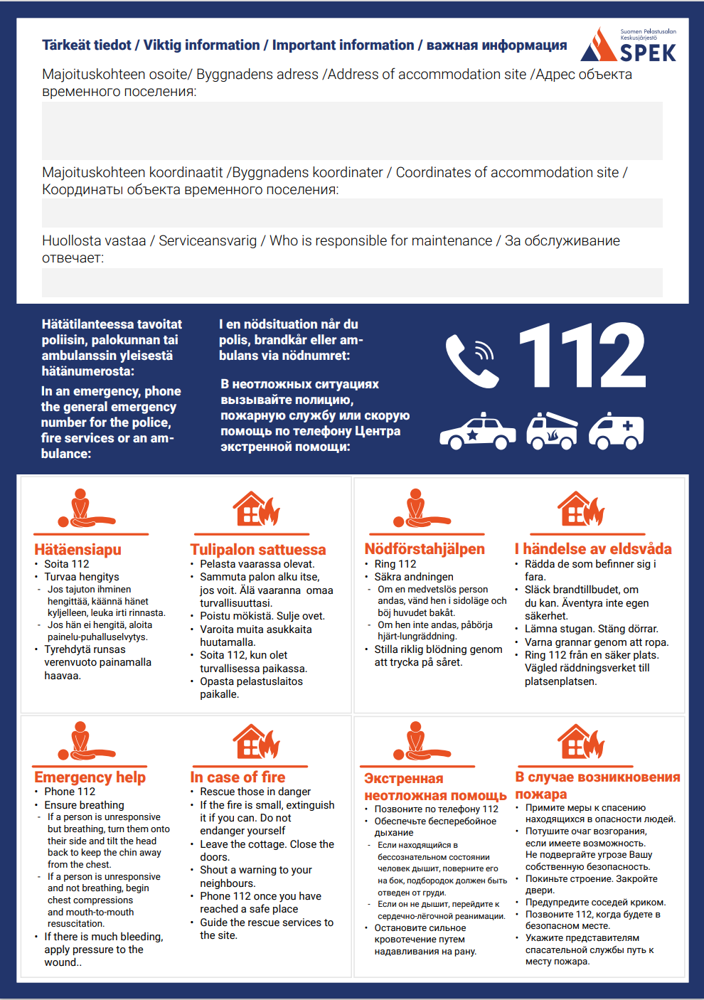 Tärkeät tiedot / Viktig information / Important information / важная информация
Suomen Pelastusalan
Keskusjärjestö
SPEK
Majoituskohteen osoite/ Byggnadens adress /Address of accommodation site /Адрес объекта
временного поселения:
Majoituskohteen koordinaatit /Byggnadens koordinater / Coordinates of accommodation site /
Координаты объекта временного поселения:
Huollosta vastaa / Serviceansvarig / Who is responsible for maintenance / За обслуживание
отвечает:
Hätätilanteessa tavoitat
poliisin, palokunnan tai
ambulanssin yleisestä
hätänumerosta:
In an emergency, phone
the general emergency
number for the police,
fire services or an am-
bulance:
I en nödsituation når du
polis, brandkår eller am-
bulans via nödnumret:
В неотложных ситуациях
вызывайте полицию,
пожарную службу или скорую
помощь по телефону Центра
экстренной помощи:
112
Hätäensiapu
• Soita 112
• Turvaa hengitys
- Jos tajuton ihminen
hengittää, käännä hänet
kyljelleen, leuka irti rinnasta.
- Jos hän ei hengitä, aloita
painelu-puhalluselvytys.
• Tyrehdytä runsas
verenvuoto painamalla
haavaa.
Tulipalon sattuessa
• Pelasta vaarassa olevat.
• Sammuta palon alku itse,
jos voit. Älä vaaranna omaa
turvallisuuttasi.
• Poistu mökistä. Sulje ovet.
• Varoita muita asukkaita
huutamalla.
• Soita 112, kun olet
turvallisessa paikassa.
• Opasta pelastuslaitos
paikalle.
Nödförstahjälpen
• Ring 112
• Säkra andningen
- Om en medvetslös person
andas, vänd hen i sidoläge och
böj huvudet bakåt.
- Om hen inte andas, påbörja
hjärt-lungräddning.
• Stilla riklig blödning genom
att trycka på såret.
I händelse av eldsvåda
• Rädda de som befinner sig i
fara.
• Släck brandtillbudet, om
du kan. Äventyra inte egen
säkerhet.
• Lämna stugan. Stäng dörrar.
• Varna grannar genom att ropa.
• Ring 112 från en säker plats.
Vägled räddningsverket till
platsenplatsen.
Emergency help
• Phone 112
• Ensure breathing
- If a person is unresponsive
but breathing, turn them onto
their side and tilt the head
back to keep the chin away
from the chest.
- If a person is unresponsive
and not breathing, begin
chest compressions
and mouth-to-mouth
resuscitation.
• If there is much bleeding,
apply pressure to the
wound..
In case of fire
• Rescue those in danger
• If the fire is small, extinguish
it if you can. Do not
endanger yourself
• Leave the cottage. Close the
doors.
• Shout a warning to your
neighbours.
• Phone 112 once you have
reached a safe place
• Guide the rescue services to
the site.
Экстренная
неотложная помощь
• Позвоните по телефону 112
• Обеспечьте бесперебойное
дыхание
- Если находящийся в
бессознательном состоянии
человек дышит, поверните его
на бок, подбородок должен быть
отведен от груди.
- Если он не дышит, перейдите к
сердечно-лёгочной реанимации.
• Остановите сильное
кровотечение путем
надавливания на рану.
В случае возникновения
пожара
• Примите меры к спасению
находящихся в опасности людей.
• Потушите очаг возгорания,
если имеете возможность.
Не подвергайте угрозе Вашу
собственную безопасность.
• Покиньте строение. Закройте
двери.
• Предупредите соседей криком.
• Позвоните 112, когда будете в
безопасном месте.
• Укажите представителям
спасательной службы путь к
месту пожара.